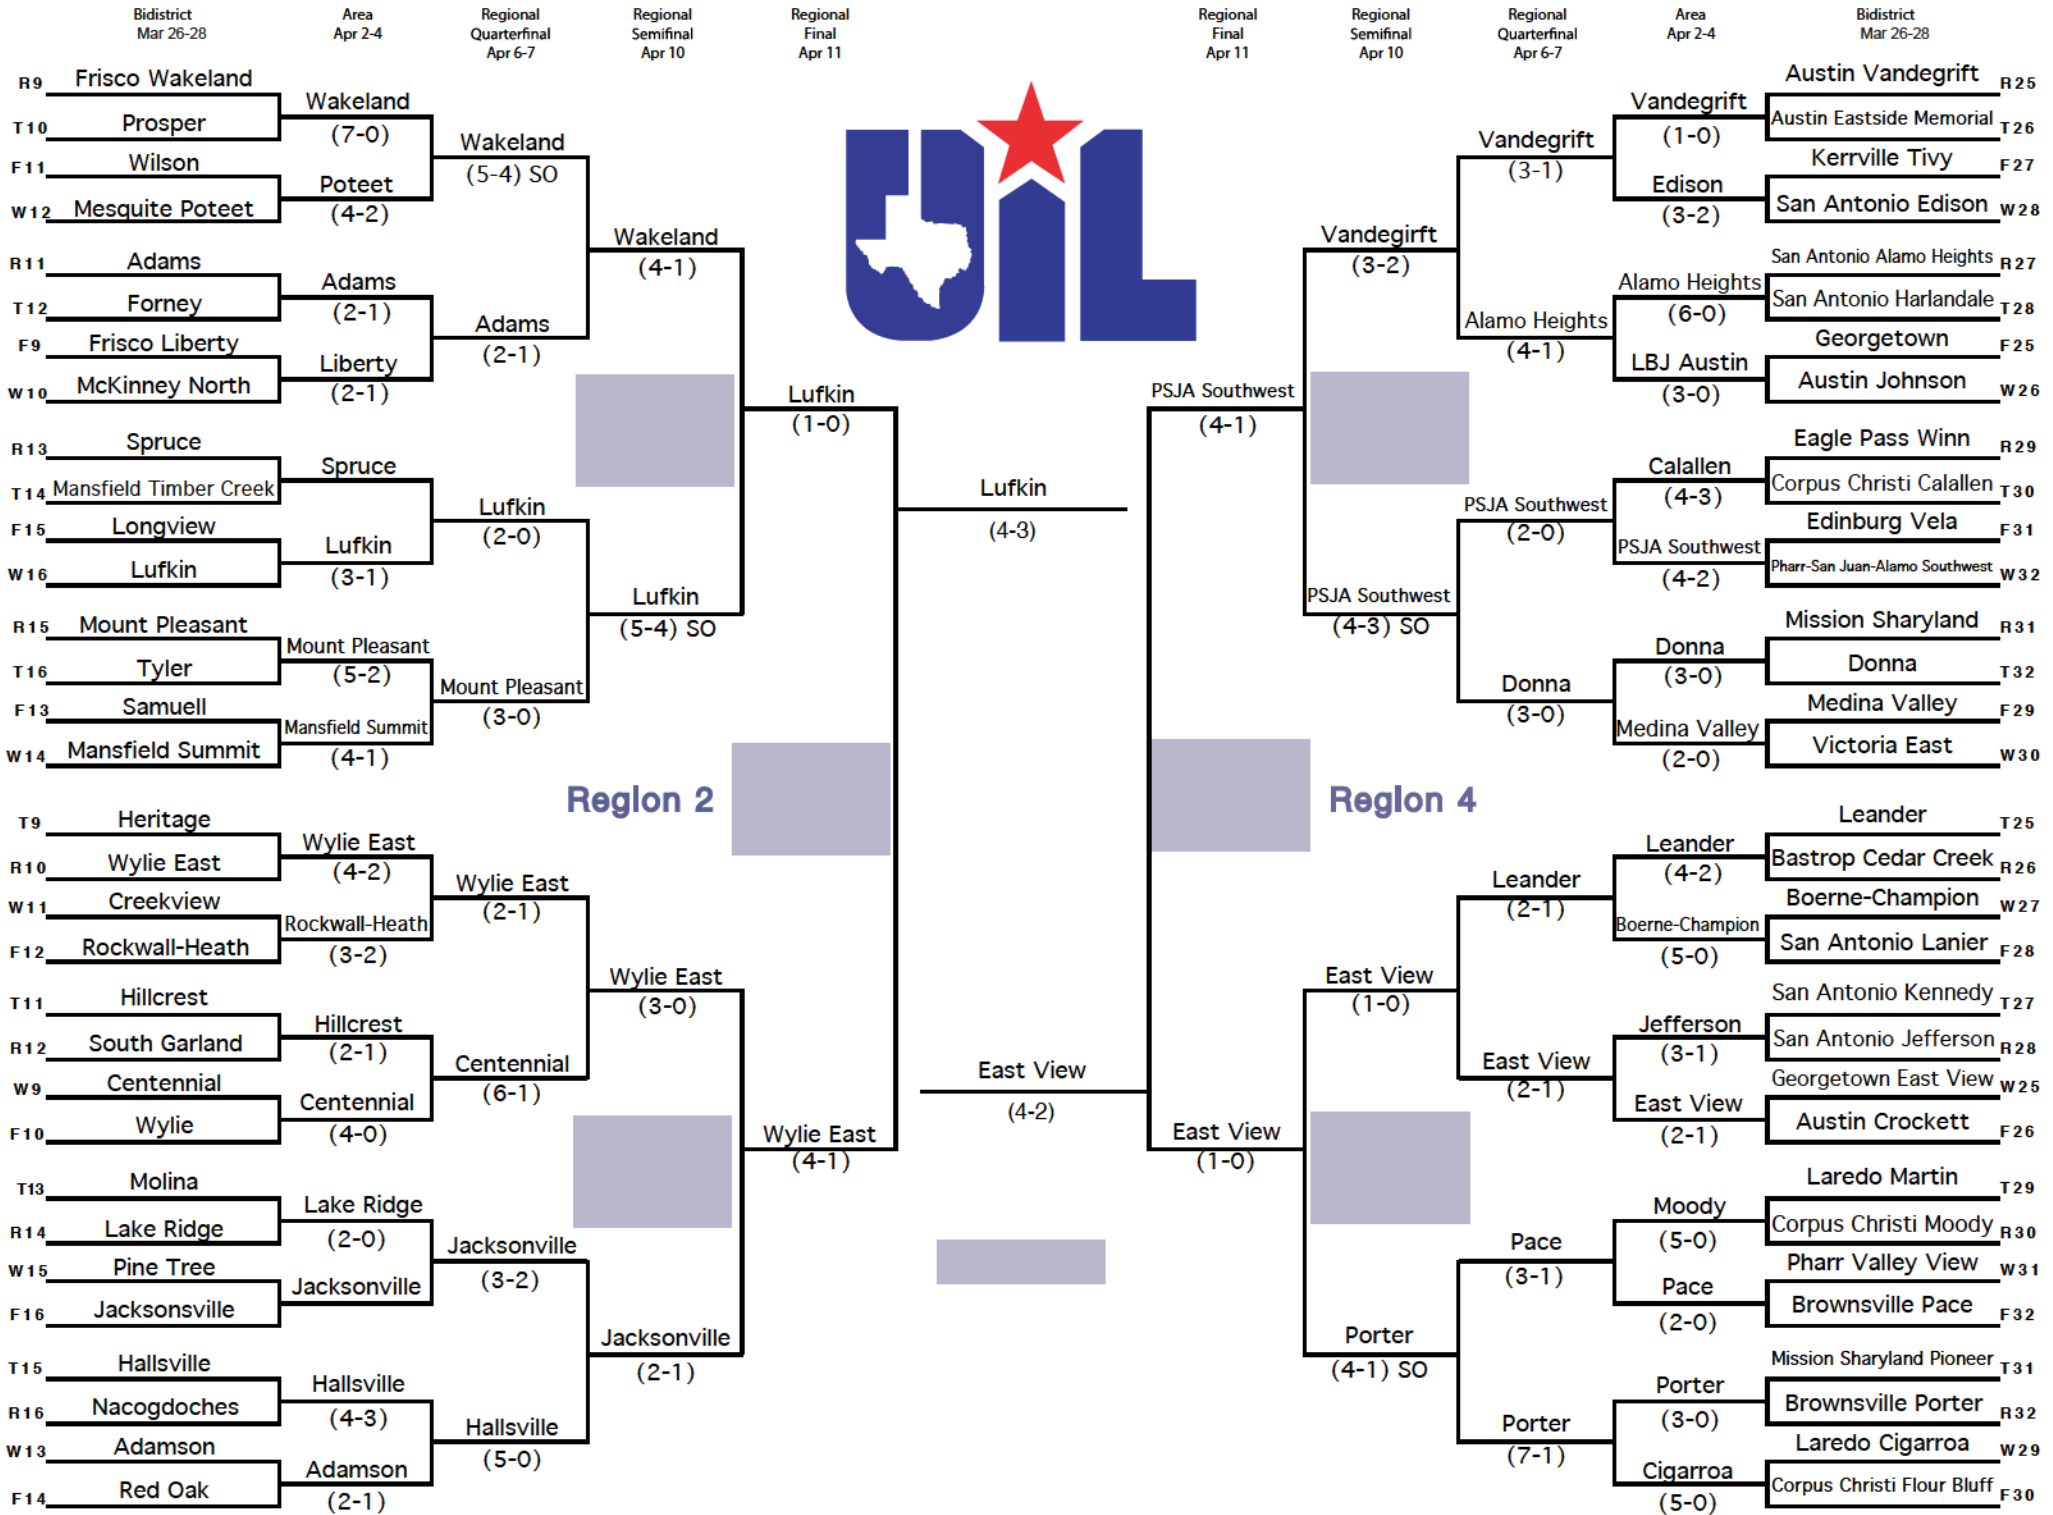 Bidistrict
Mar 26-28
Area
Apr 2-4
Regional
Quarterfinal
Apr 6-7
Regional
Semifinal
Apr 10
Regional
Final
Apr 11
Regional
Final
Apr 11
Regional
Semifinal
Apr 10
Regional
Quarterfinal
Apr 6-7
Area
Apr 2-4
Bidistrict
Mar 26-28
R9 Frisco Wakeland
T10 Prosper
F11 Wilson
W12 Mesquite Poteet
R11 Adams
T12 Forney
F9 Frisco Liberty
W10 McKinney North
R13 Spruce
T14 Mansfield Timber Creek
F15 Longview
W16 Lufkin
R15 Mount Pleasant
T16 Tyler
F13 Samuell
W14 Mansfield Summit
T9 Heritage
R10 Wylie East
W11 Creekview
F12 Rockwall-Heath
T11 Hillcrest
R12 South Garland
W9 Centennial
F10 Wylie
T13 Molina
R14 Lake Ridge
W15 Pine Tree
F16 Jacksonsville
T15 Hallsville
R16 Nacogdoches
W13 Adamson
F14 Red Oak
Wakeland
(7-0)
Poteet
(4-2)
Adams
(2-1)
Liberty
(2-1)
Spruce
Lufkin
(3-1)
Mount Pleasant
(5-2)
Mansfield Summit
(4-1)
Wylie East
(4-2)
Rockwall-Heath
(3-2)
Hillcrest
(2-1)
Centennial
(4-0)
Lake Ridge
(2-0)
Jacksonville
Hallsville
(4-3)
Adamson
(2-1)
Wakeland
(5-4) SO
Adams
(2-1)
Lufkin
(2-0)
Mount Pleasant
(3-0)
Wylie East
(2-1)
Centennial
(6-1)
Jacksonville
(3-2)
Hallsville
(5-0)
Wakeland
(4-1)
Lufkin
(5-4) SO
Region 2
Wylie East
(3-0)
Jacksonville
(2-1)
Lufkin
(1-0)
Wylie East
(4-1)
UIL
Lufkin
(4-3)
East View
(4-2)
PSJA Southwest
(4-1)
East View
(1-0)
Vandegirft
(3-2)
PSJA Southwest
(4-3) SO
Region 4
East View
(1-0)
Porter
(4-1) SO
Vandegrift
(3-1)
Alamo Heights
(4-1)
PSJA Southwest
(2-0)
Donna
(3-0)
Leander
(2-1)
East View
(2-1)
Pace
(3-1)
Porter
(7-1)
Vandegrift
(1-0)
Edison
(3-2)
Alamo Heights
(6-0)
LBJ Austin
(3-0)
Calallen
(4-3)
PSJA Southwest
(4-2)
Donna
(3-0)
Medina Valley
(2-0)
Leander
(4-2)
Boerne-Champion
(5-0)
Jefferson
(3-1)
East View
(2-1)
Moody
(5-0)
Pace
(2-0)
Porter
(3-0)
Cigarroa
(5-0)
Austin Vandegrift R25
Austin Eastside Memorial T26
Kerrville Tivy F27
San Antonio Edison W28
San Antonio Alamo Heights R27
San Antonio Harlandale T28
Georgetown F25
Austin Johnson W26
Eagle Pass Winn R29
Corpus Christi Calallen T30
Edinburg Vela F31
Pharr-San Juan-Alamo Southwest W32
Mission Sharyland R31
Donna T32
Medina Valley F29
Victoria East W30
Leander T25
Bastrop Cedar Creek R26
Boerne-Champion W27
San Antonio Lanier F28
San Antonio Kennedy T27
San Antonio Jefferson R28
Georgetown East View W25
Austin Crockett F26
Laredo Martin T29
Corpus Christi Moody R30
Pharr Valley View W31
Brownsville Pace F32
Mission Sharyland Pioneer T31
Brownsville Porter R32
Laredo Cigarroa W29
Corpus Christi Flour Bluff F30